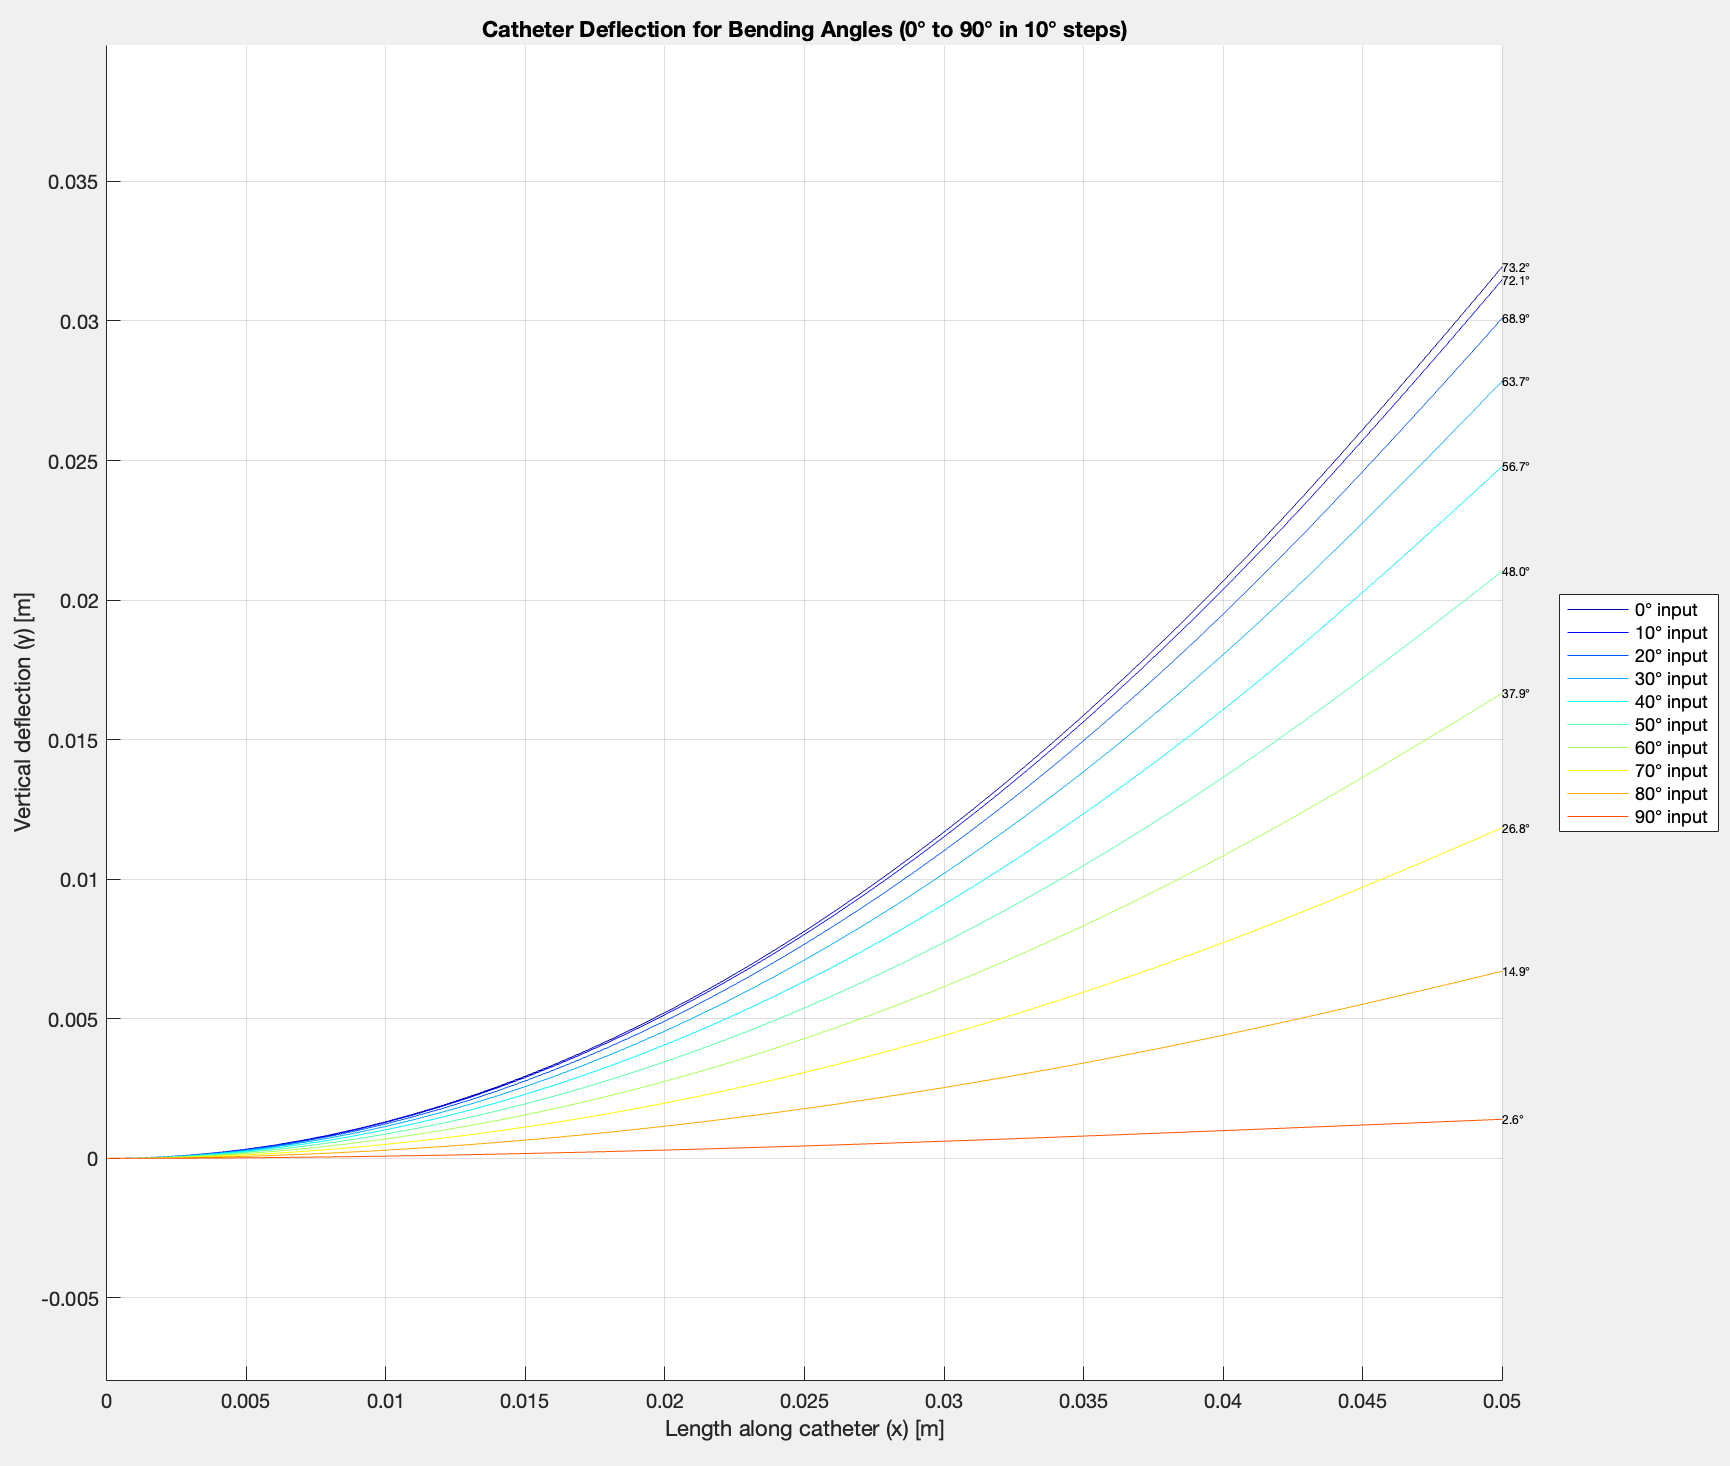 Catheter Deflection for Bending Angles (0° to 90° in 10° steps)
0.035
0.03
0.025
0.02
0.015
0.01
0.005
0
-0.005
Vertical deflection (y) [m]
73.2°
72.1°
68.9°
63.7°
56.7°
48.0°
37.9°
26.8°
14.9°
2.6°
0° input
10° input
20° input
30° input
40° input
50° input
60° input
70° input
80° input
90° input
0 0.005 0.01 0.015 0.02 0.025 0.03 0.035 0.04 0.045 0.05
Length along catheter (x) [m]